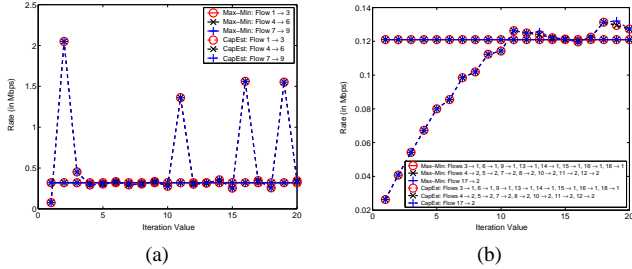 Max−Min: Flow 1 → 3
Max−Min: Flow 4 → 6
Max−Min: Flow 7 → 9
CapEst: Flow 1 → 3
CapEst: Flow 4 → 6
CapEst: Flow 7 → 9
2.5
2
1.5
1
0.5
0
0 5 10 15 20
Rate (in Mbps)
Iteration Value
(a)
0.14
0.12
0.1
0.08
0.06
0.04
0.02
0 5 10 15 20
Rate (in Mbps)
Max−Min: Flows 3 → 1, 6 → 1, 9 → 1, 13 → 1, 14 → 1, 15 → 1, 16 → 1, 18 → 1
Max−Min: Flows 4 → 2, 5 → 2, 7 → 2, 8 → 2, 10 → 2, 11 → 2, 12 → 2
Max−Min: Flow 17 → 2
CapEst: Flows 3 → 1, 6 → 1, 9 → 1, 13 → 1, 14 → 1, 15 → 1, 16 → 1, 18 → 1
CapEst: Flows 4 → 2, 5 → 2, 7 → 2, 8 → 2, 10 → 2, 11 → 2, 12 → 2
CapEst: Flow 17 → 2
Iteration Value
(b)